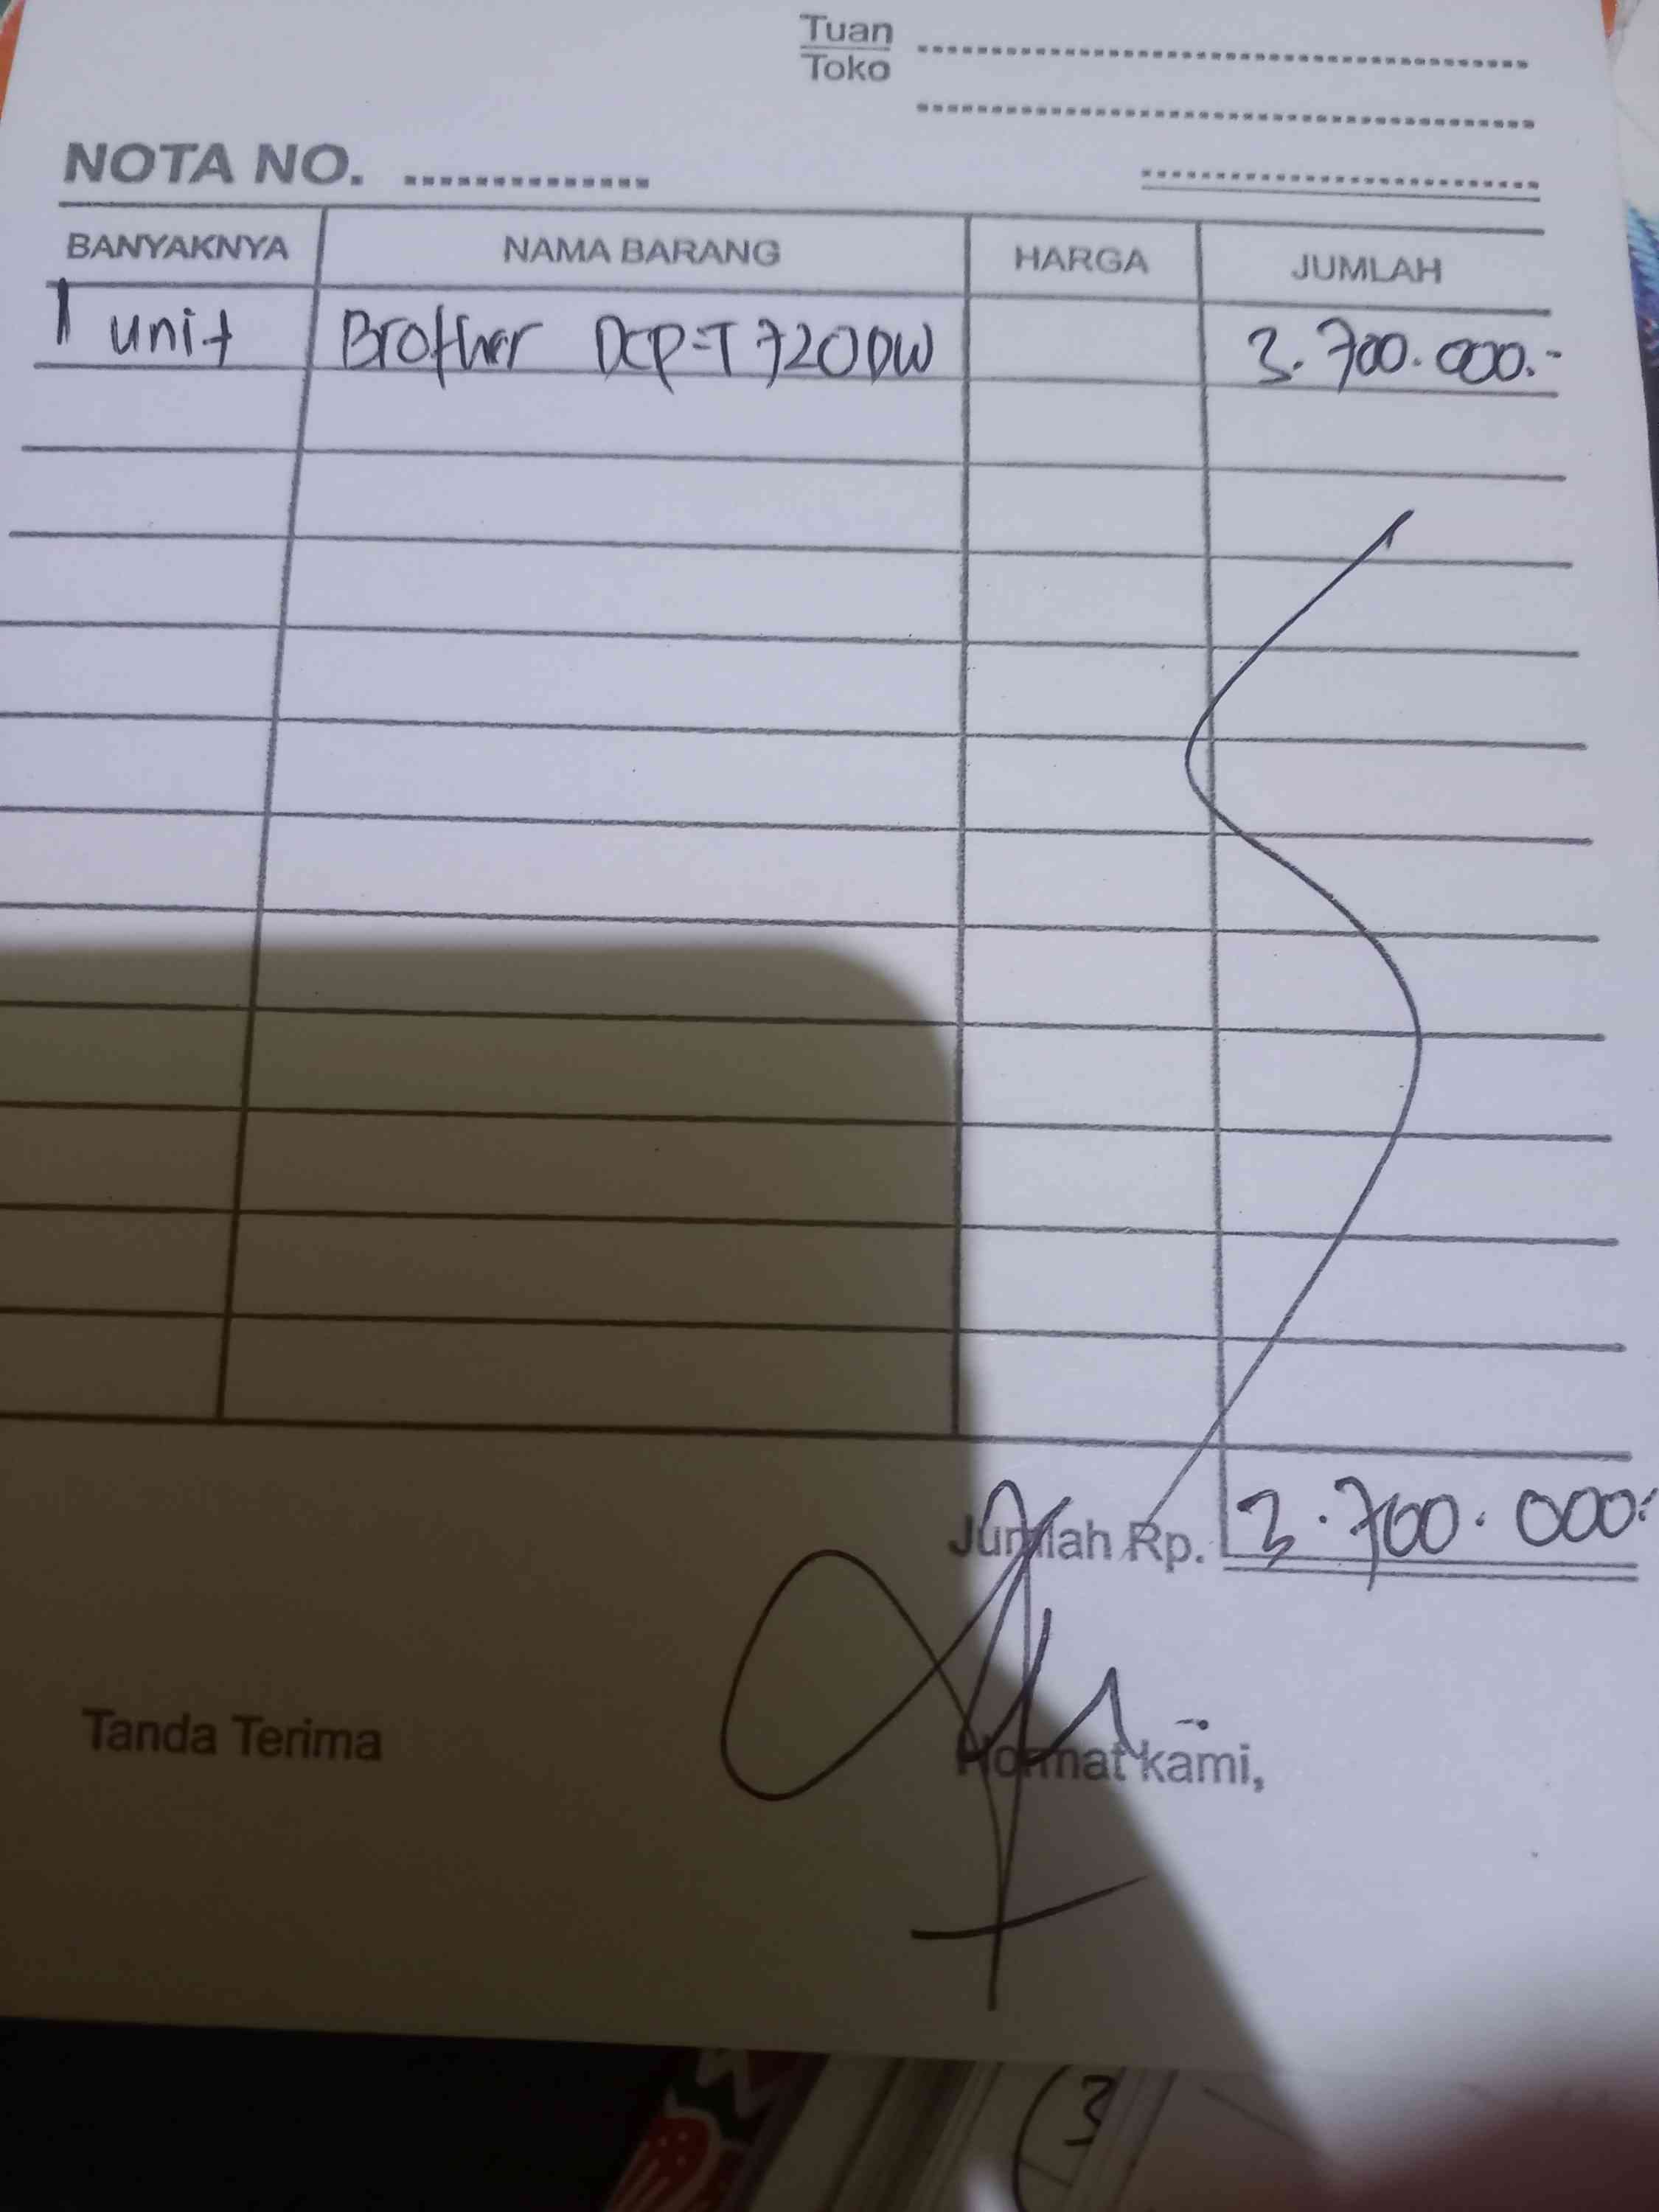 Tuan
Toko
NOTA NO.
BANYAKNYA NAMA BARANG HARGA JUMLAH
1 unit Brother DCP-T720DW 3.700.000.-
Jumlah Rp. 3.700.000.
Tanda Terima Hormat kami,
3